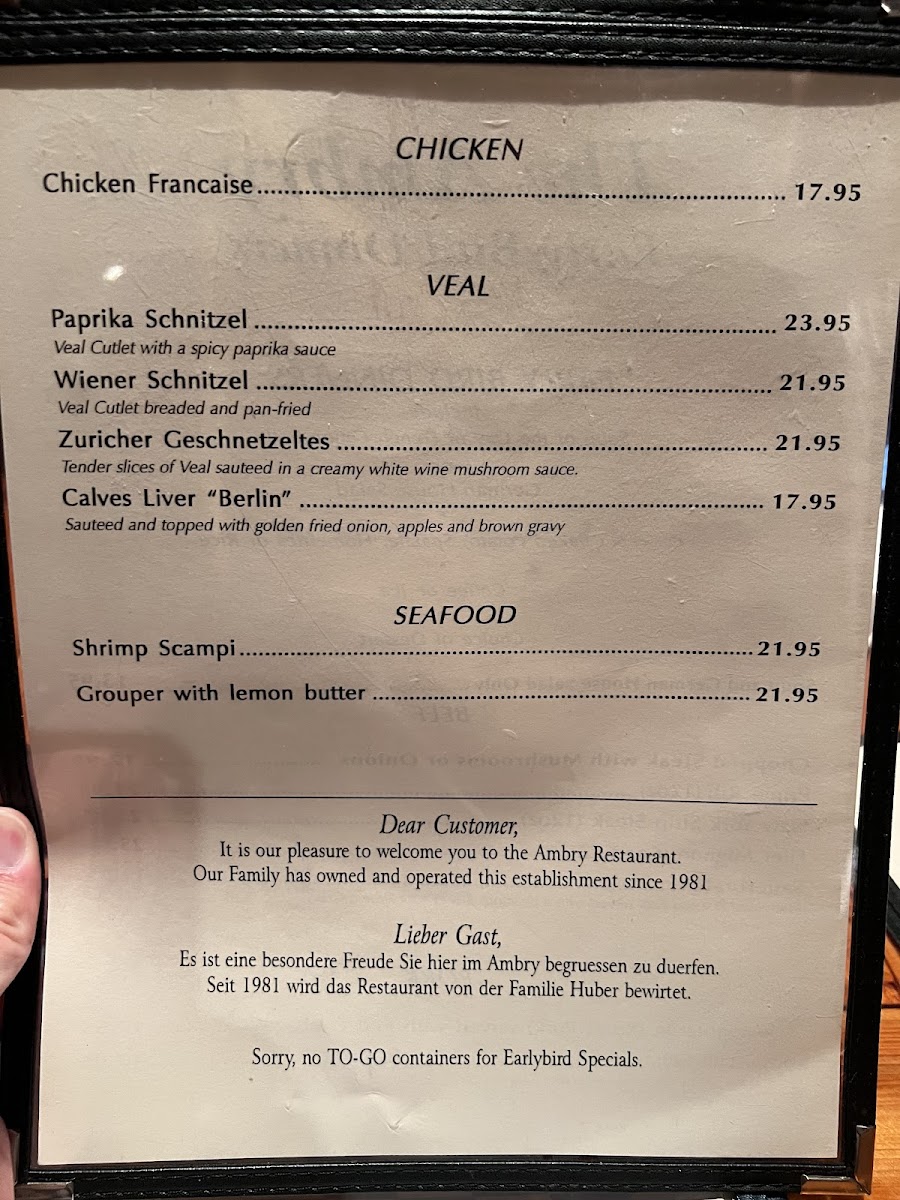 CHICKEN
Chicken Francaise ........ 17.95
VEAL
Paprika Schnitzel ........ 23.95
Veal Cutlet with a spicy paprika sauce
Wiener Schnitzel ........ 21.95
Veal Cutlet breaded and pan-fried
Zuricher Geschnetzeltes ........ 21.95
Tender slices of Veal sauteed in a creamy white wine mushroom sauce.
Calves Liver “Berlin” ........ 17.95
Sauteed and topped with golden fried onion, apples and brown gravy
SEAFOOD
Shrimp Scampi ........ 21.95
Grouper with lemon butter ........ 21.95
Dear Customer,
It is our pleasure to welcome you to the Ambry Restaurant.
Our Family has owned and operated this establishment since 1981
Lieber Gast,
Es ist eine besondere Freude Sie hier im Ambry begruessen zu duerfen.
Seit 1981 wird das Restaurant von der Familie Huber bewirtet.
Sorry, no TO-GO containers for Earlybird Specials.